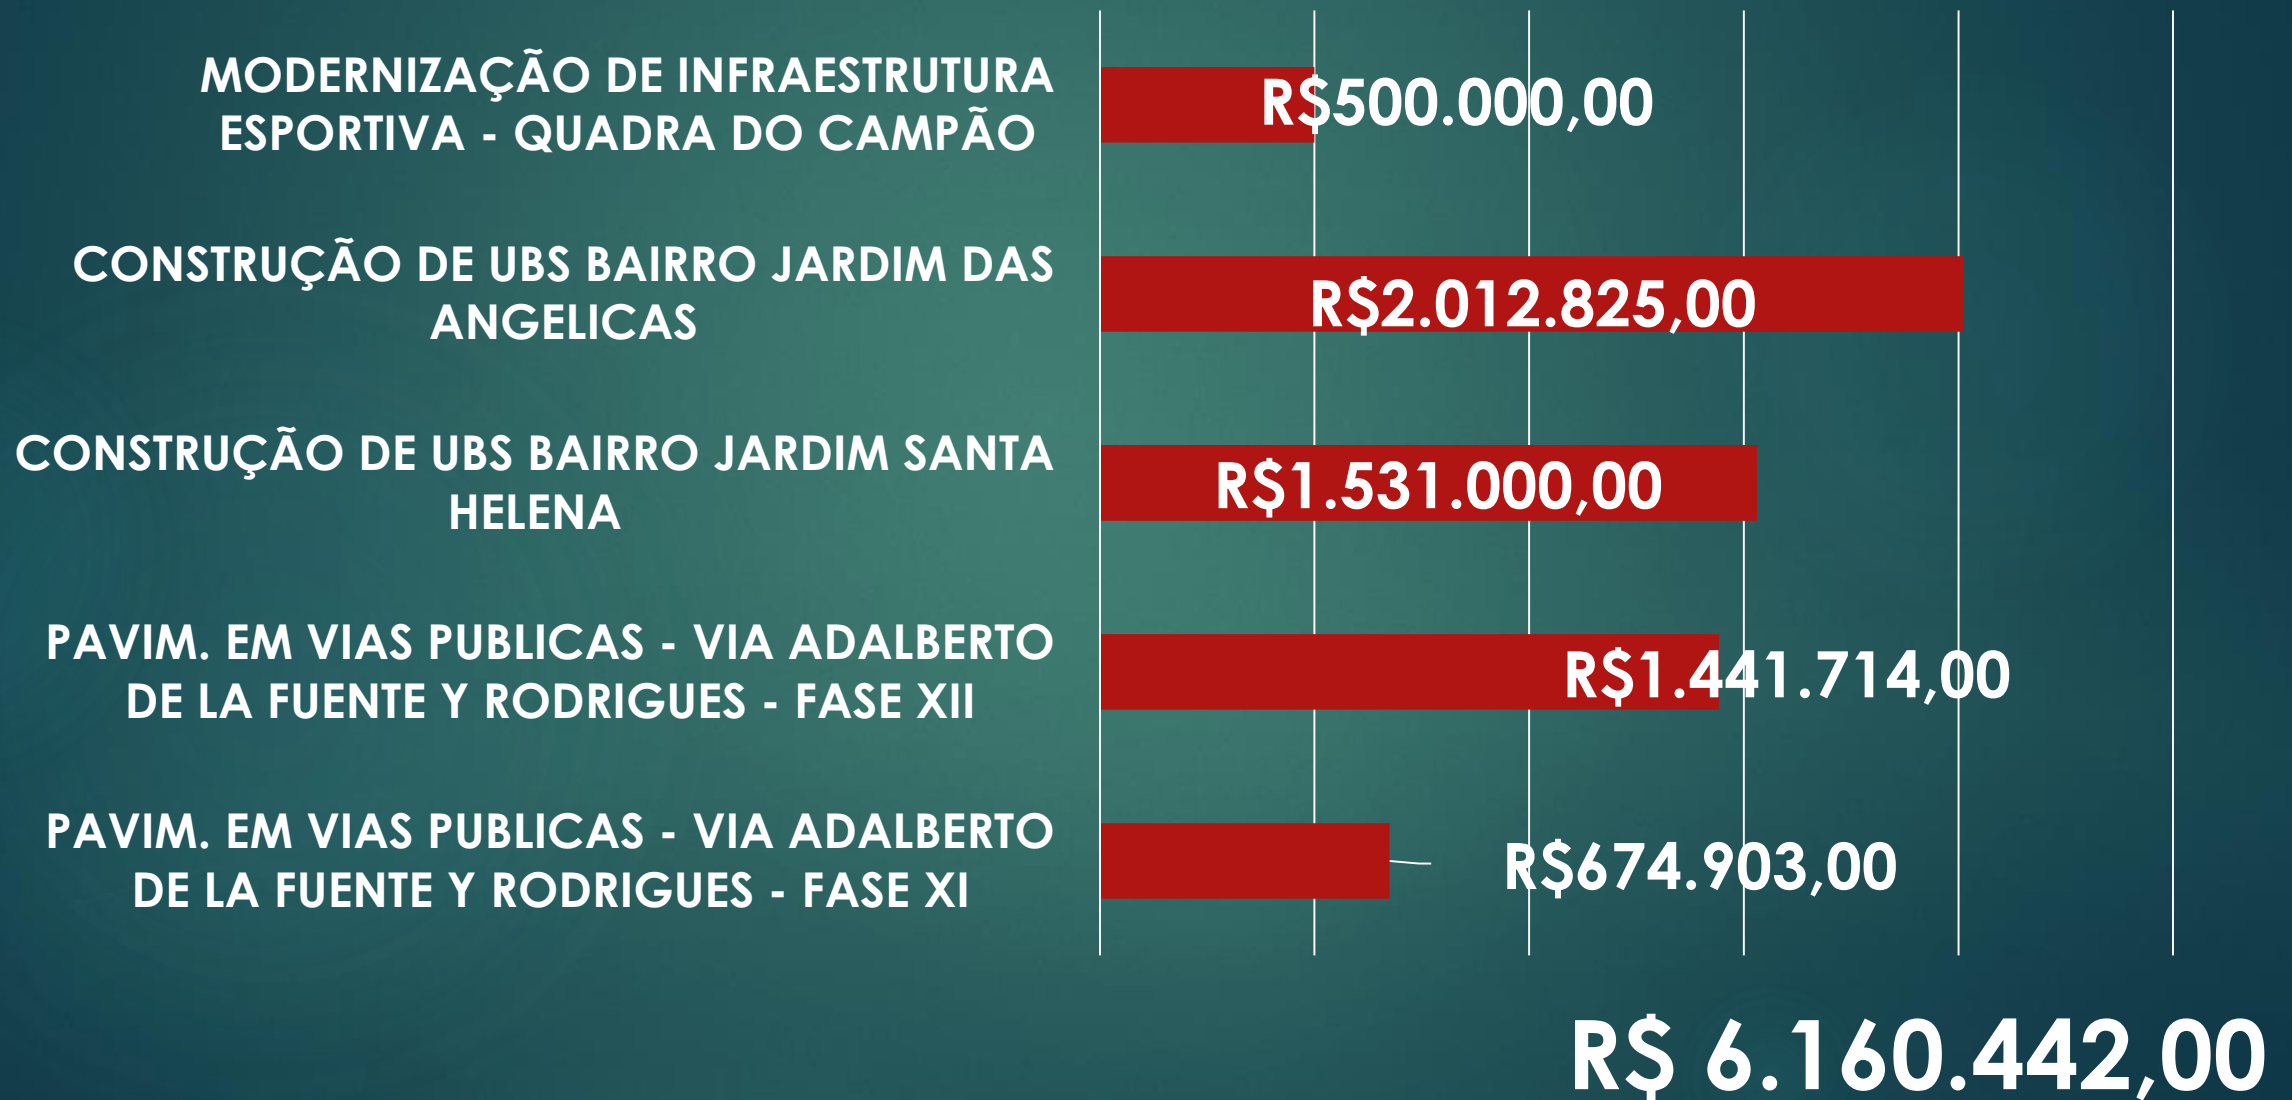 MODERNIZAÇÃO DE INFRAESTRUTURA
ESPORTIVA - QUADRA DO CAMPÃO
R$500.000,00
CONSTRUÇÃO DE UBS BAIRRO JARDIM DAS
ANGELICAS
R$2.012.825,00
CONSTRUÇÃO DE UBS BAIRRO JARDIM SANTA
HELENA
R$1.531.000,00
PAVIM. EM VIAS PUBLICAS - VIA ADALBERTO
DE LA FUENTE Y RODRIGUES - FASE XII
R$1.441.714,00
PAVIM. EM VIAS PUBLICAS - VIA ADALBERTO
DE LA FUENTE Y RODRIGUES - FASE XI
R$674.903,00
R$ 6.160.442,00